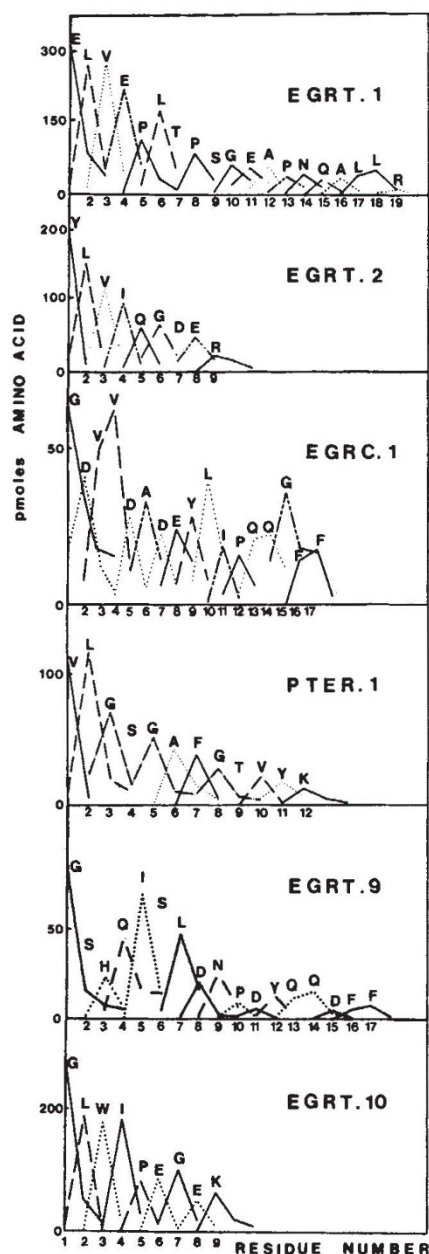 300
E L V E P L T P S G E A P N Q A L L R
EGRT.1
150
0
2 3 4 5 6 7 8 9 10 11 12 13 14 15 16 17 18 19
200
Y L V I Q G D E R
EGRT.2
100
0
2 3 4 5 6 7 8 9
pmoles AMINO ACID
G D V V D A D E Y L I P Q Q G F F
EGRC.1
50
0
2 3 4 5 6 7 8 9 10 11 12 13 14 15 16 17
V L G S G A F G T V Y K
PTER.1
100
0
2 3 4 5 6 7 8 9 10 11 12
G S H Q I S L D N P D Y Q Q D F F
EGRT.9
50
0
2 3 4 5 6 7 8 9 10 11 12 13 14 15 16 17
G L W I P E G E K
EGRT.10
200
0
1 2 3 4 5 6 7 8 9
RESIDUE NUMBER